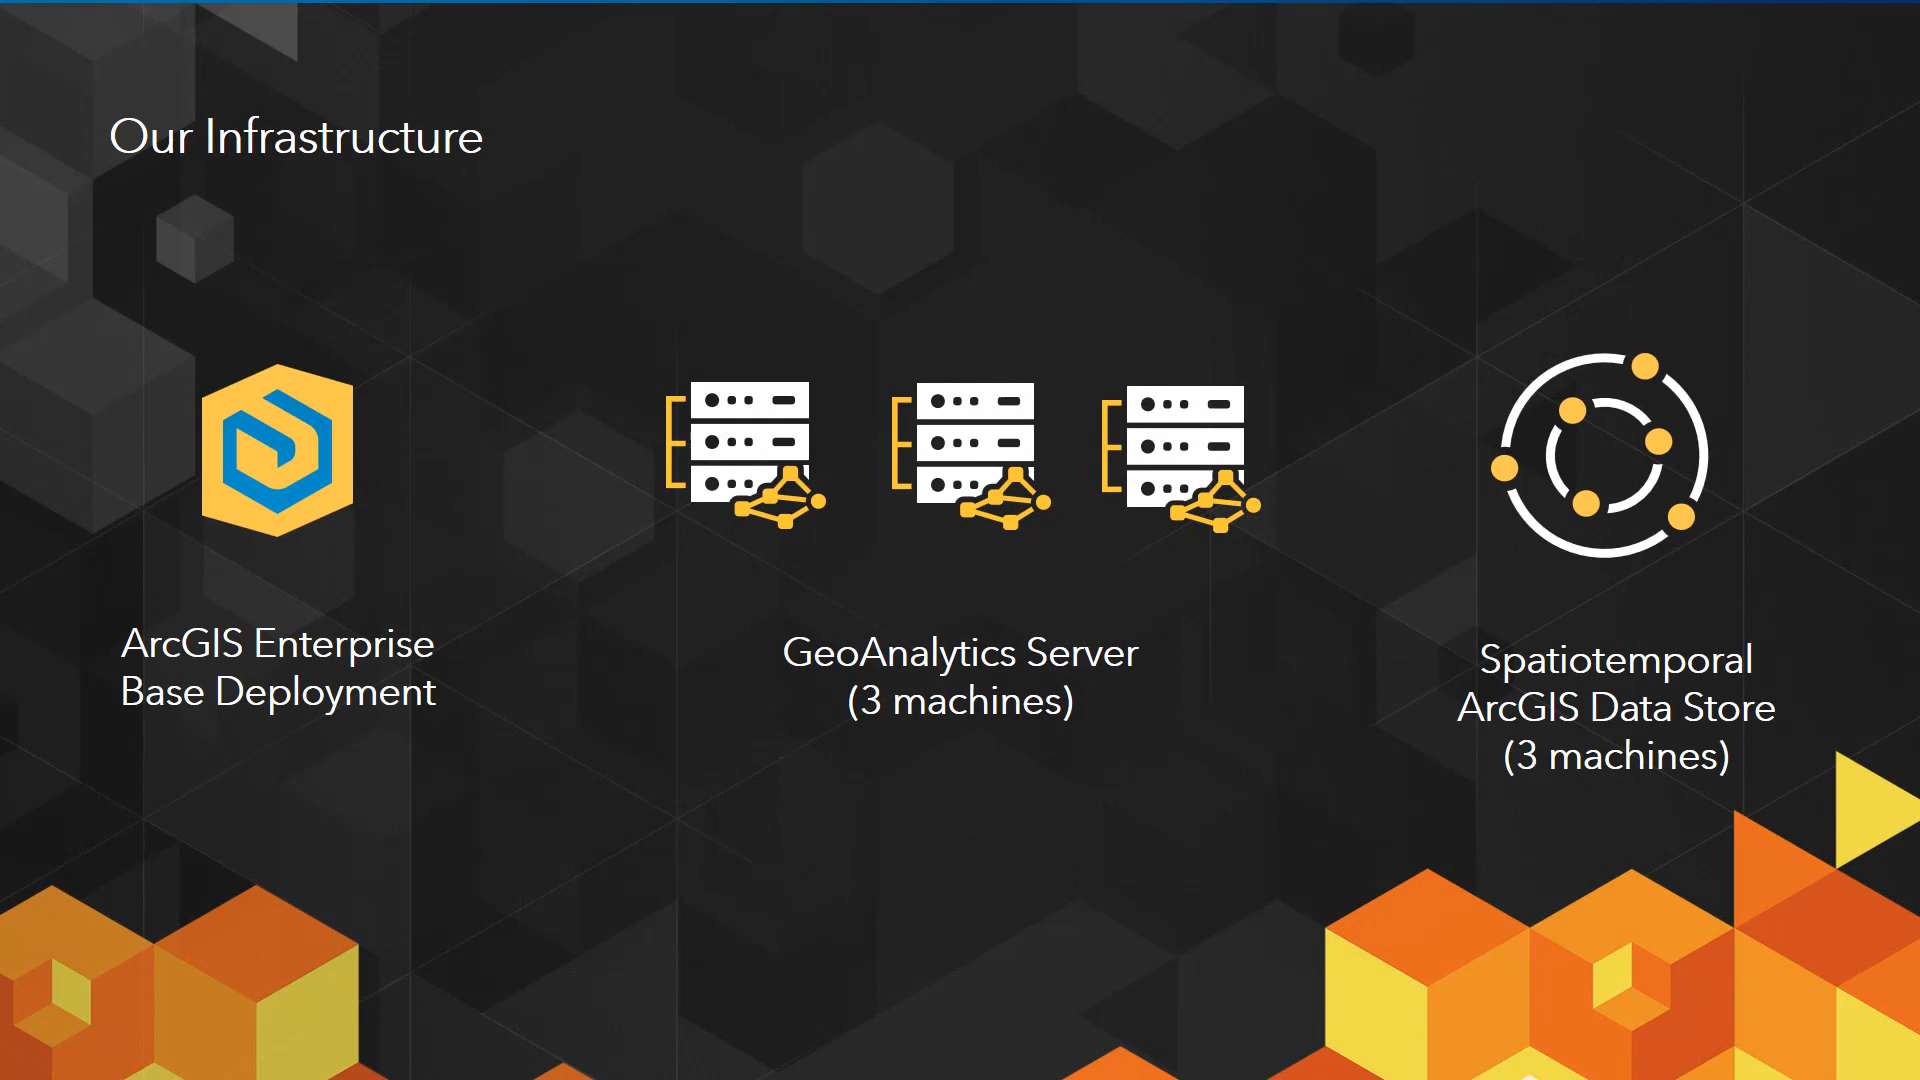 Our Infrastructure
ArcGIS Enterprise
Base Deployment
GeoAnalytics Server
(3 machines)
Spatiotemporal
ArcGIS Data Store
(3 machines)